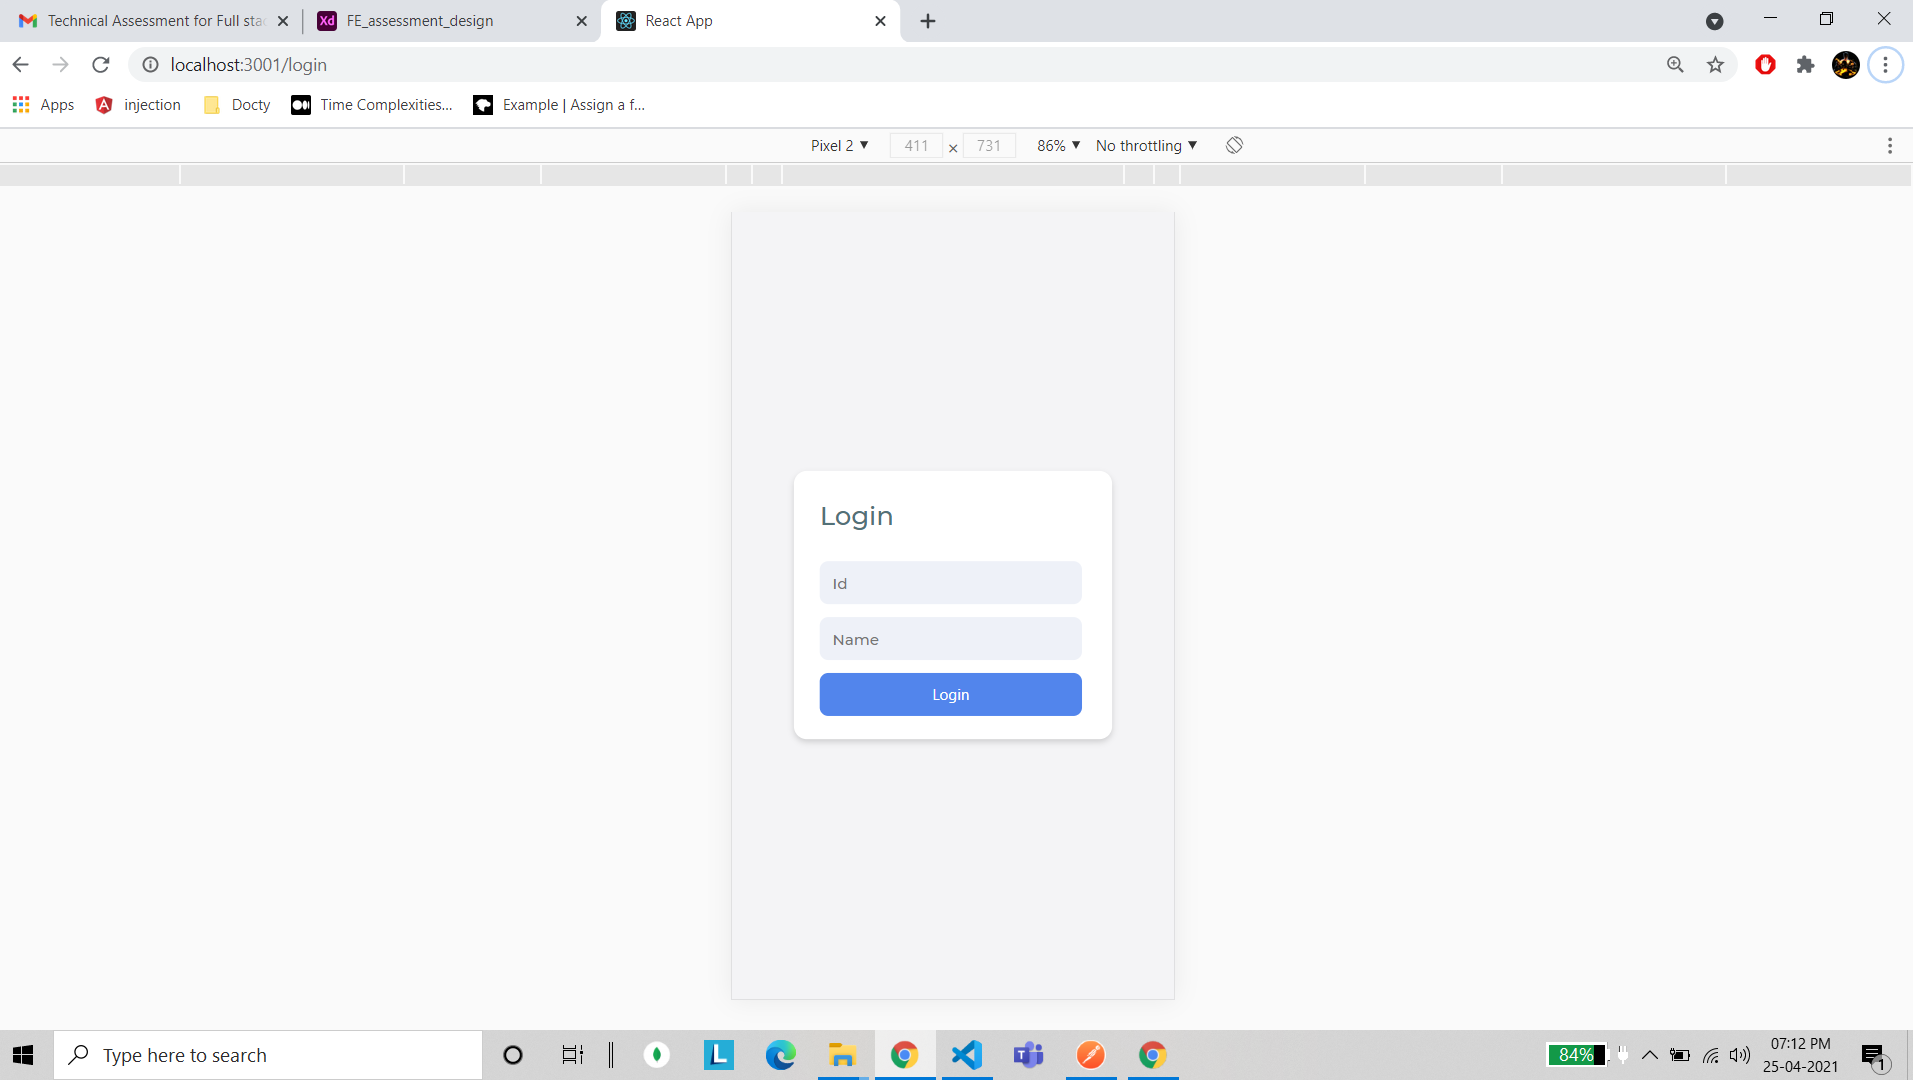 Technical Assessment for Full sta
FE_assessment_design
React App
localhost:3001/login
Apps
injection
Docty
Time Complexities...
Example | Assign a f...
Pixel 2
411 × 731
86%
No throttling
Login
Id
Name
Login
Type here to search
84%
07:12 PM
25-04-2021
1